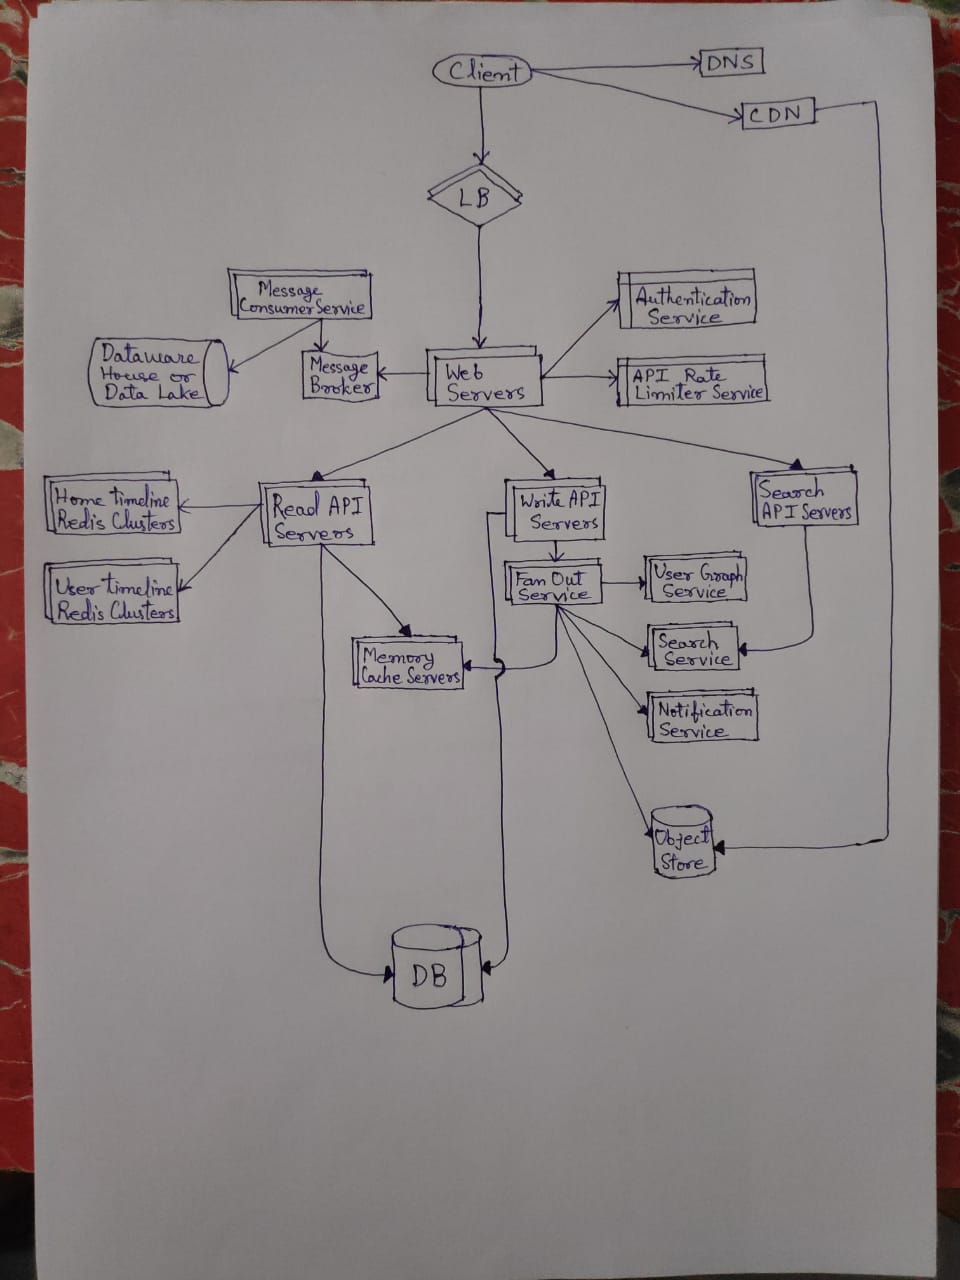 Client
DNS
CDN
LB
Message
Consumer Service
Authentication
Service
Dataware
House or
Data Lake
Message
Broker
Web
Servers
API Rate
Limiter Service
Home timeline
Redis Clusters
Read API
Servers
Write API
Servers
Search
API Servers
User timeline
Redis Clusters
Fan Out
Service
User Graph
Service
Memory
Cache Servers
Search
Service
Notification
Service
Object
Store
DB